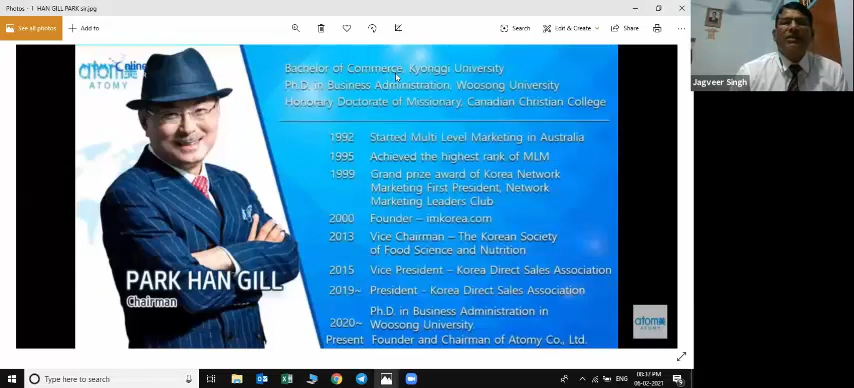 Photos - 1 HAN GILL PARK sir.jpg
See all photos
Add to
Search
Edit & Create
Share
Jagveer Singh
nline
atom
ATOMY
Bachelor of Commerce, Kyonggi University
Ph.D. in Business Administration, Woosong University
Honorary Doctorate of Missionary, Canadian Christian College
1992 Started Multi Level Marketing in Australia
1995 Achieved the highest rank of MLM
1999 Grand prize award of Korea Network
Marketing First President, Network
Marketing Leaders Club
2000 Founder – imkorea.com
2013 Vice Chairman – The Korean Society
of Food Science and Nutrition
2015 Vice President – Korea Direct Sales Association
2019~ President - Korea Direct Sales Association
2020~ Ph.D. in Business Administration in
Woosong University.
Present Founder and Chairman of Atomy Co., Ltd.
PARK HAN GILL
Chairman
atom
ATOMY
Type here to search
ENG
08:37 PM
06-02-2021